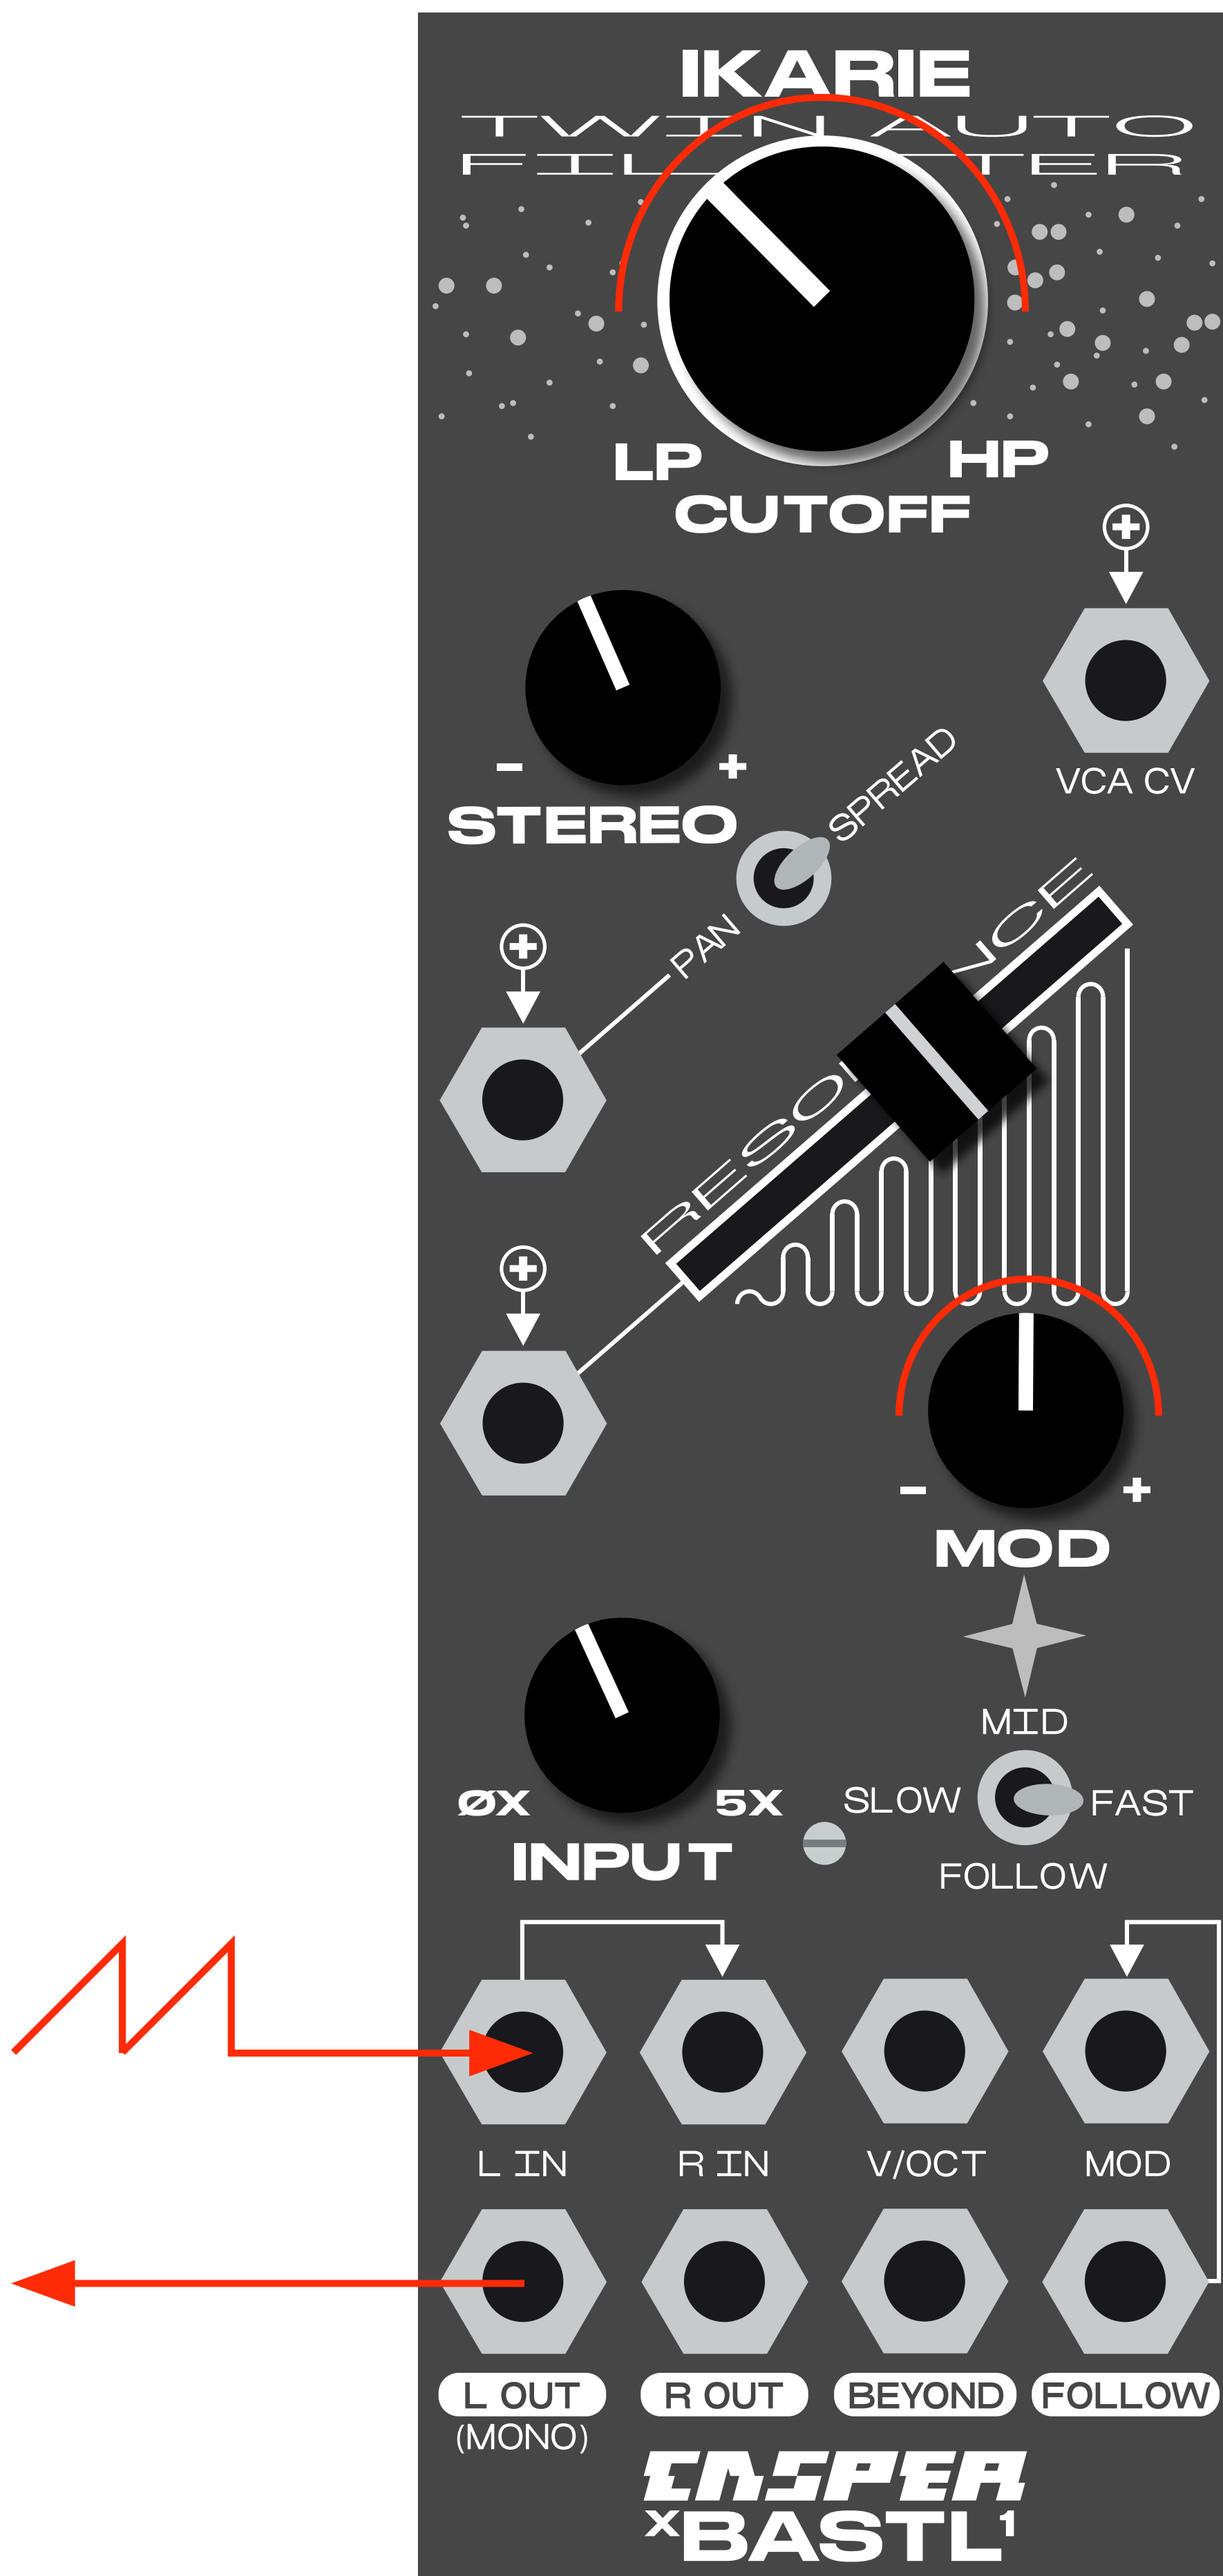 IKARIE
TWIN AUTO
FILTER
LP
HP
CUTOFF
VCA CV
- +
STEREO
SPREAD
PAN
RESONANCE
- +
MOD
MID
SLOW
FAST
FOLLOW
ØX
5X
INPUT
L IN
R IN
V/OCT
MOD
L OUT
(MONO)
R OUT
BEYOND
FOLLOW
CASPER
XBASTL1